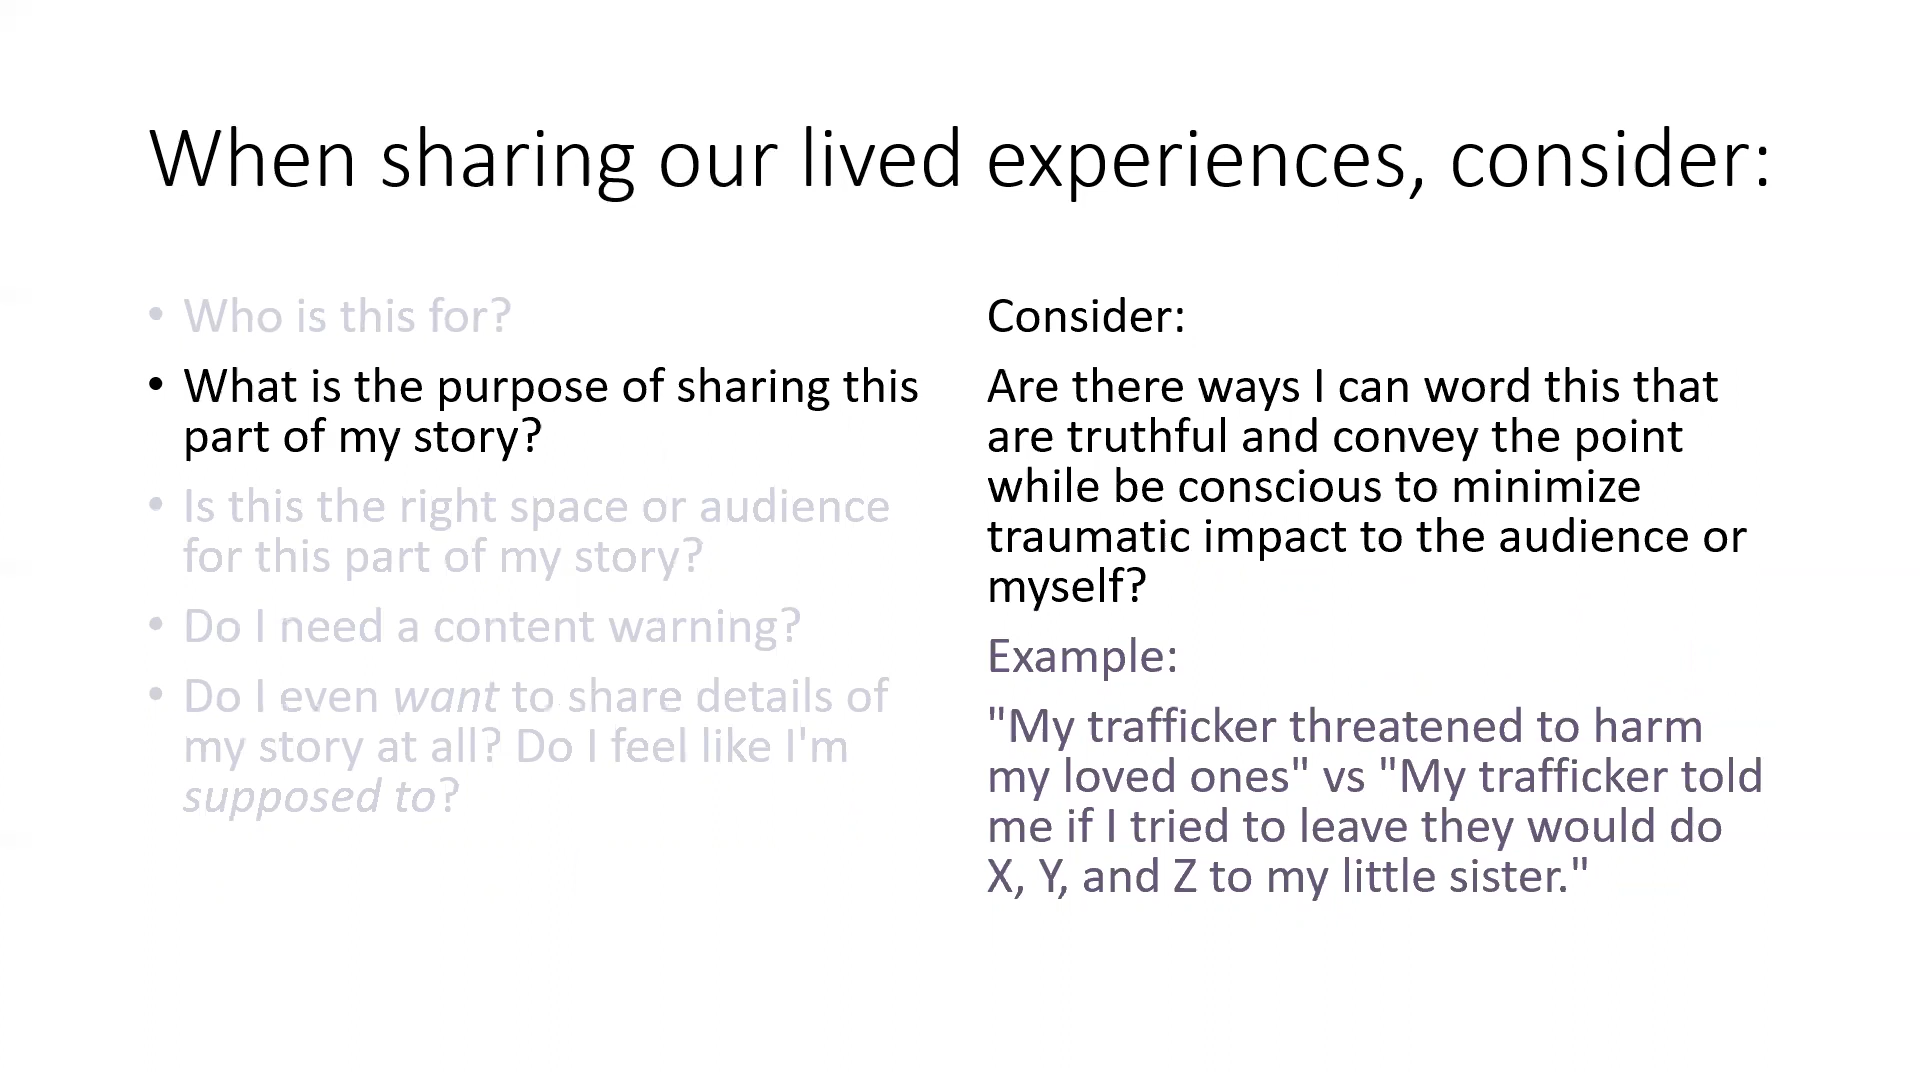 When sharing our lived experiences, consider:
• Who is this for?
• What is the purpose of sharing this
part of my story?
• Is this the right space or audience
for this part of my story?
• Do I need a content warning?
• Do I even want to share details of
my story at all? Do I feel like I'm
supposed to?
Consider:
Are there ways I can word this that
are truthful and convey the point
while be conscious to minimize
traumatic impact to the audience or
myself?
Example:
"My trafficker threatened to harm
my loved ones" vs "My trafficker told
me if I tried to leave they would do
X, Y, and Z to my little sister."